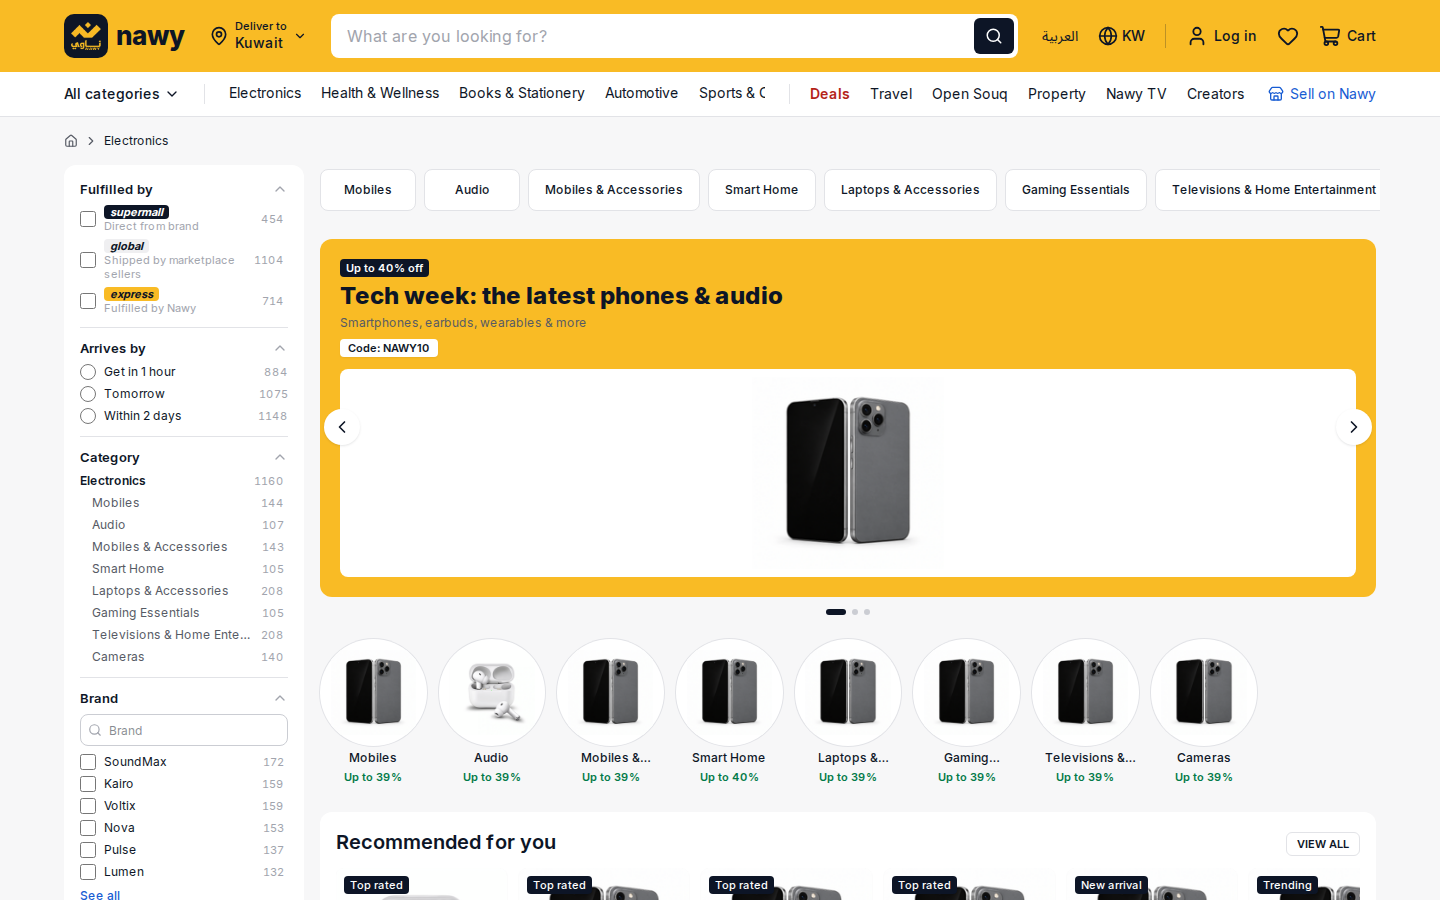 ناوي
NAWY
nawy
Deliver to
Kuwait
What are you looking for?
العربية
KW
Log in
Cart
All categories
Electronics
Health & Wellness
Books & Stationery
Automotive
Sports &
Deals
Travel
Open Souq
Property
Nawy TV
Creators
Sell on Nawy
Electronics
Fulfilled by
supermall
Direct from brand
454
global
Shipped by marketplace
sellers
1104
express
Fulfilled by Nawy
714
Arrives by
Get in 1 hour
884
Tomorrow
1075
Within 2 days
1148
Category
Electronics
1160
Mobiles
144
Audio
107
Mobiles & Accessories
143
Smart Home
105
Laptops & Accessories
208
Gaming Essentials
105
Televisions & Home Ente...
208
Cameras
140
Brand
Brand
SoundMax
172
Kairo
159
Voltix
159
Nova
153
Pulse
137
Lumen
132
See all
Mobiles
Audio
Mobiles & Accessories
Smart Home
Laptops & Accessories
Gaming Essentials
Televisions & Home Entertainment
Up to 40% off
Tech week: the latest phones & audio
Smartphones, earbuds, wearables & more
Code: NAWY10
Mobiles
Up to 39%
Audio
Up to 39%
Mobiles &...
Up to 39%
Smart Home
Up to 40%
Laptops &...
Up to 39%
Gaming...
Up to 39%
Televisions &...
Up to 39%
Cameras
Up to 39%
Recommended for you
VIEW ALL
Top rated
Top rated
Top rated
Top rated
New arrival
Trending